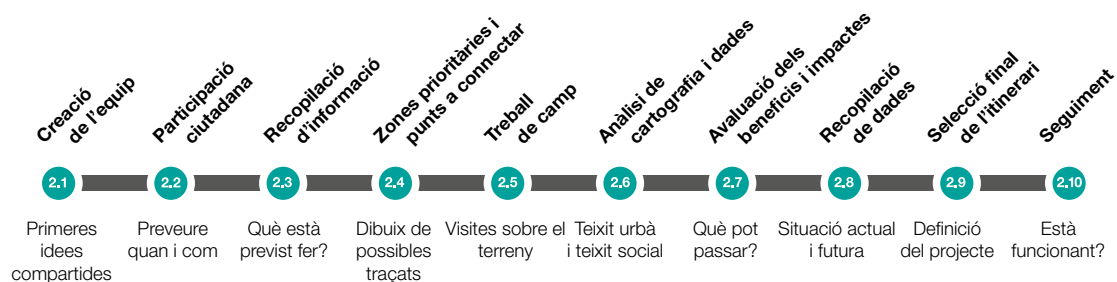 Creació
de l'equip
Participació
ciutadana
Recopilació
d'informació
Zones prioritàries i
punts a connectar
Treball
de camp
Anàlisi de
cartografia i dades
Avaluació dels
beneficis i impactes
Recopilació
de dades
Selecció final
de l'itinerari
Seguiment
2.1
2.2
2.3
2.4
2.5
2.6
2.7
2.8
2.9
2.10
Primeres
idees
compartides
Preveure
quan i com
Què està
previst fer?
Dibuix de
possibles
traçats
Visites sobre el
terreny
Teixit urbà
i teixit social
Què pot
passar?
Situació actual
i futura
Definició
del projecte
Està
funcionant?